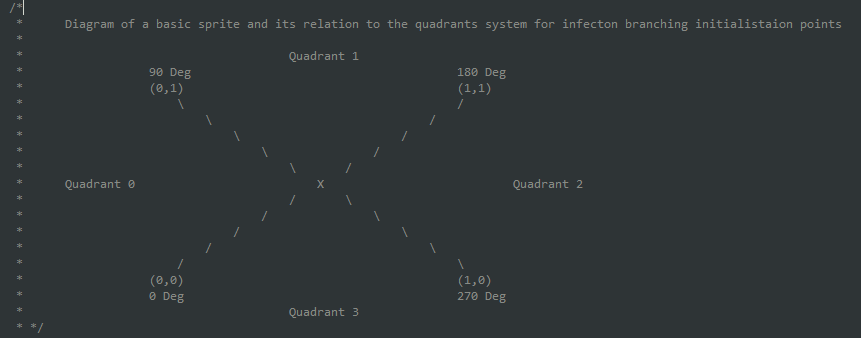 /*
 * Diagram of a basic sprite and its relation to the quadrants system for infecton branching initialistaion points
 *
 * Quadrant 1
 * 90 Deg 180 Deg
 * (0,1) (1,1)
 * \ /
 * \ /
 * \ /
 * \ /
 * \ /
 * Quadrant 0 X Quadrant 2
 * / \
 * / \
 * / \
 * / \
 * / \
 * (0,0) (1,0)
 * 0 Deg 270 Deg
 * Quadrant 3
 * */